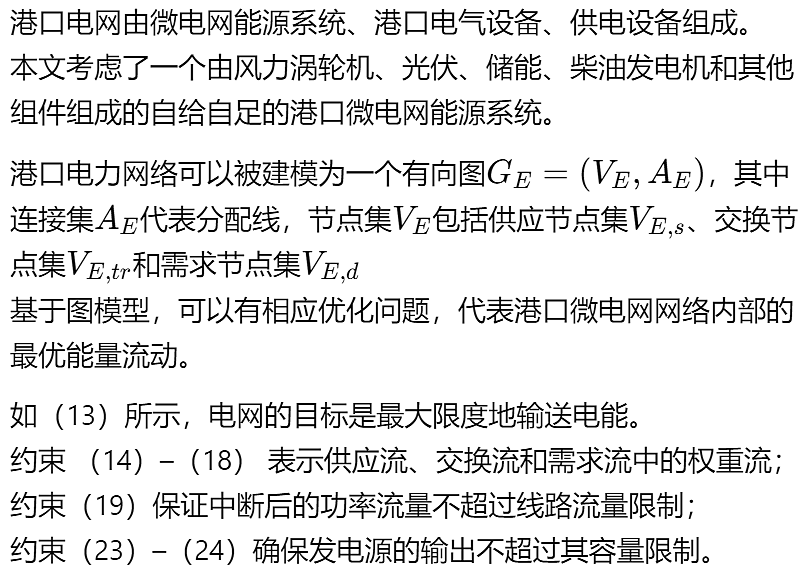 港口电网由微电网能源系统、港口电气设备、供电设备组成。
本文考虑了一个由风力涡轮机、光伏、储能、柴油发电机和其他
组件组成的自给自足的港口微电网能源系统。
港口电力网络可以被建模为一个有向图$G_E = (V_E, A_E)$，其中
连接集$A_E$代表分配线，节点集$V_E$包括供应节点集$V_{E,s}$、交换节
点集$V_{E,tr}$和需求节点集$V_{E,d}$
基于图模型，可以有相应优化问题，代表港口微电网网络内部的
最优能量流动。
如（13）所示，电网的目标是最大限度地输送电能。
约束 （14）–（18） 表示供应流、交换流和需求流中的权重流；
约束（19）保证中断后的功率流量不超过线路流量限制；
约束（23）–（24）确保发电源的输出不超过其容量限制。